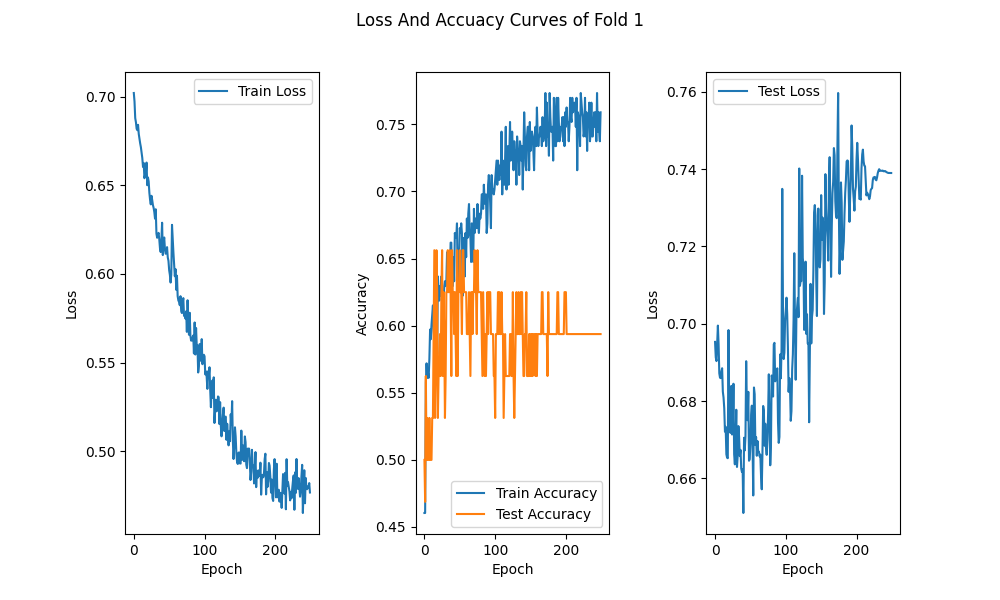 Loss And Accuacy Curves of Fold 1
Train Loss
0.70
0.65
0.60
0.55
0.50
Loss
0 100 200
Epoch
0.75
0.70
0.65
0.60
0.55
0.50
0.45
Accuracy
Train Accuracy
Test Accuracy
0 100 200
Epoch
Test Loss
0.76
0.74
0.72
0.70
0.68
0.66
Loss
0 100 200
Epoch